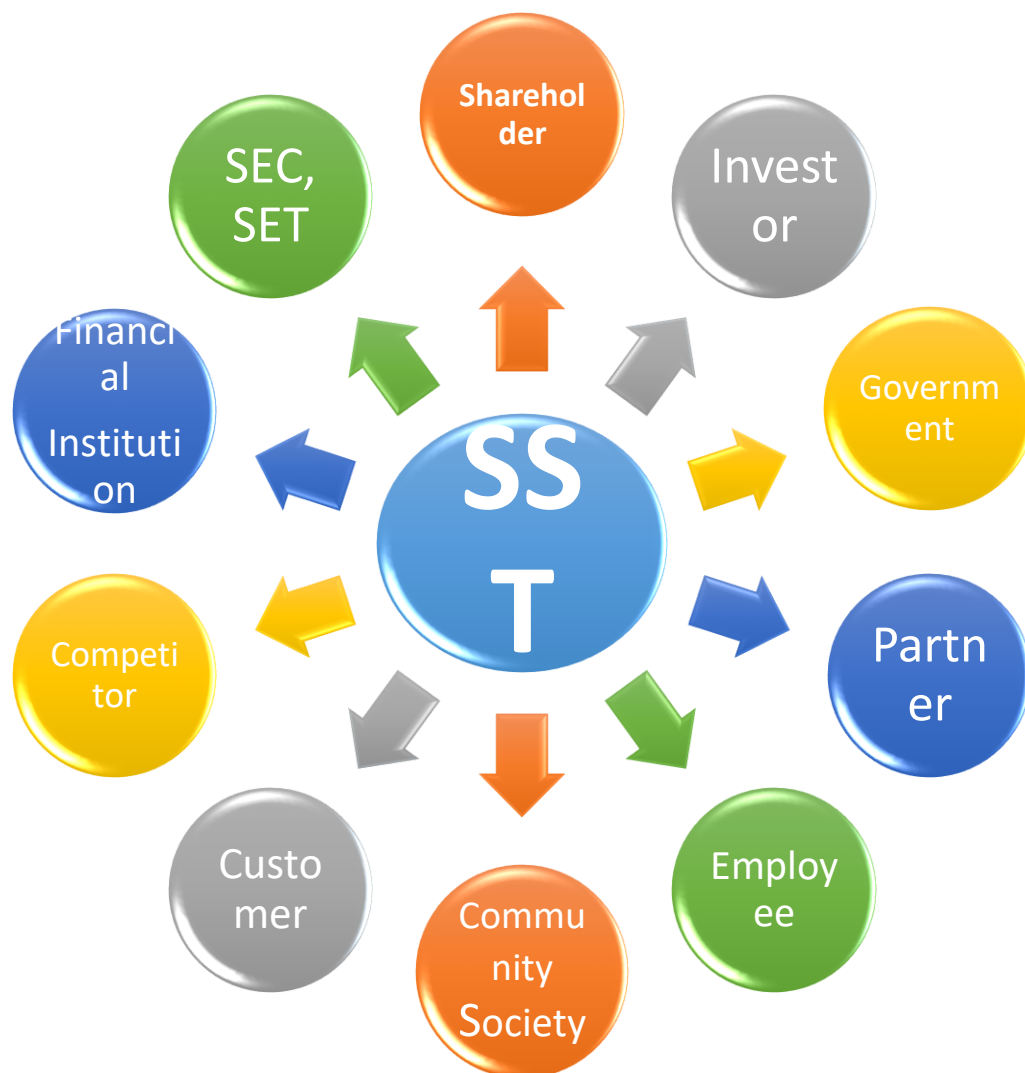 Sharehol
der
Invest
or
Governm
ent
Partn
er
Employ
ee
Commu
nity
Society
Custo
mer
Competi
tor
Financi
al
Instituti
on
SEC,
SET
SS
T